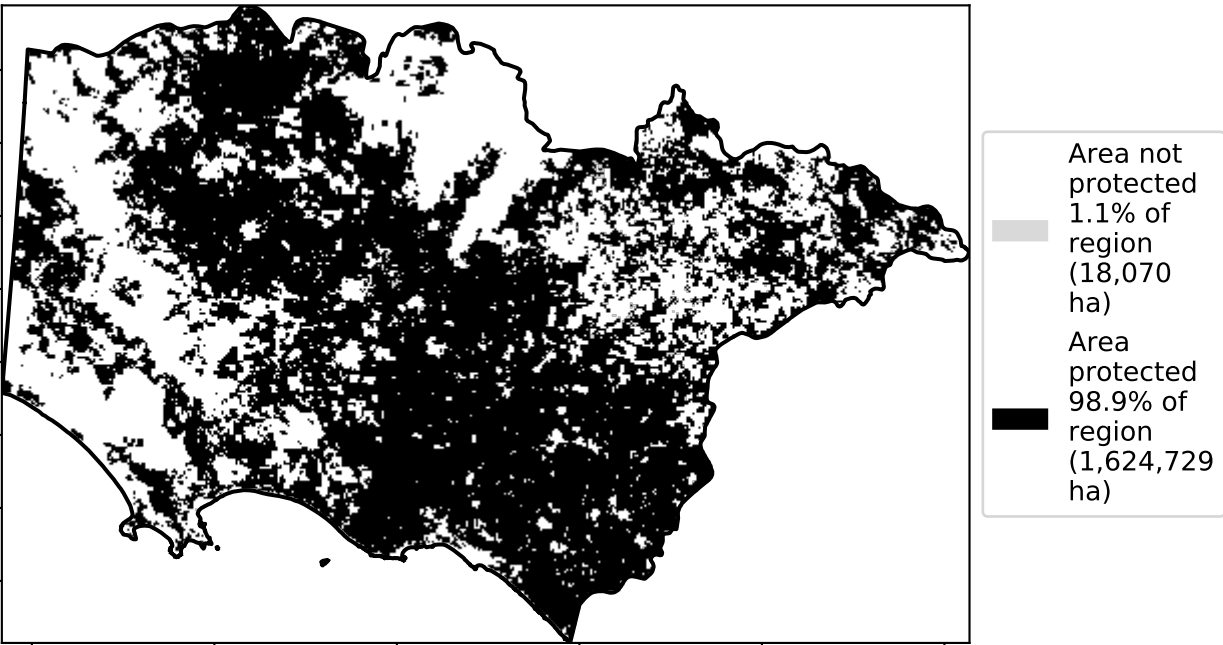 Area not
protected
1.1% of
region
(18,070
ha)
Area
protected
98.9% of
region
(1,624,729
ha)